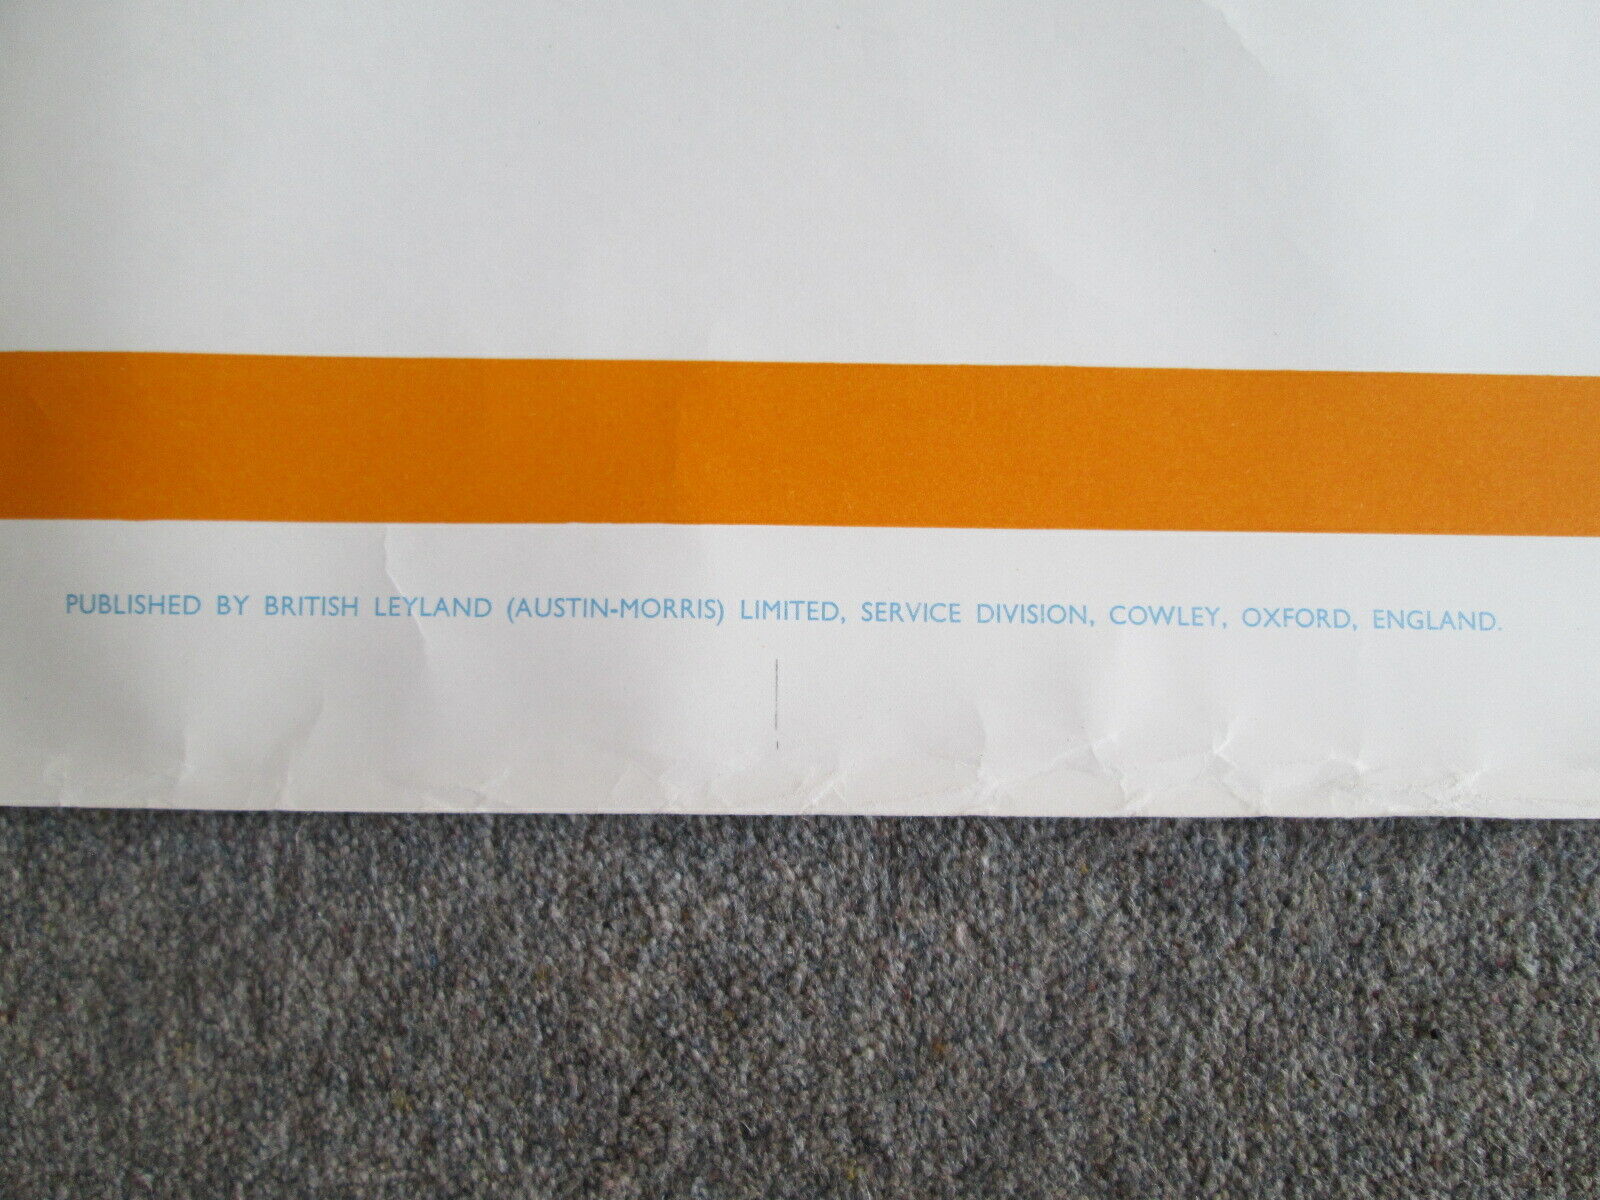 PUBLISHED BY BRITISH LEYLAND (AUSTIN-MORRIS) LIMITED, SERVICE DIVISION, COWLEY, OXFORD, ENGLAND.